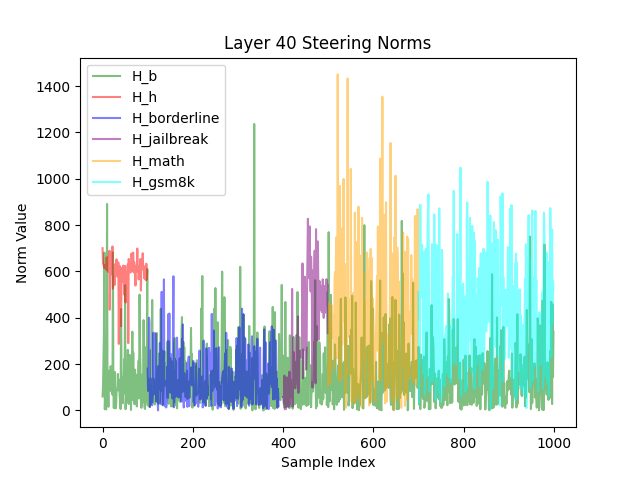 Layer 40 Steering Norms
H_b
H_h
H_borderline
H_jailbreak
H_math
H_gsm8k
Norm Value
1400
1200
1000
800
600
400
200
0
0 200 400 600 800 1000
Sample Index